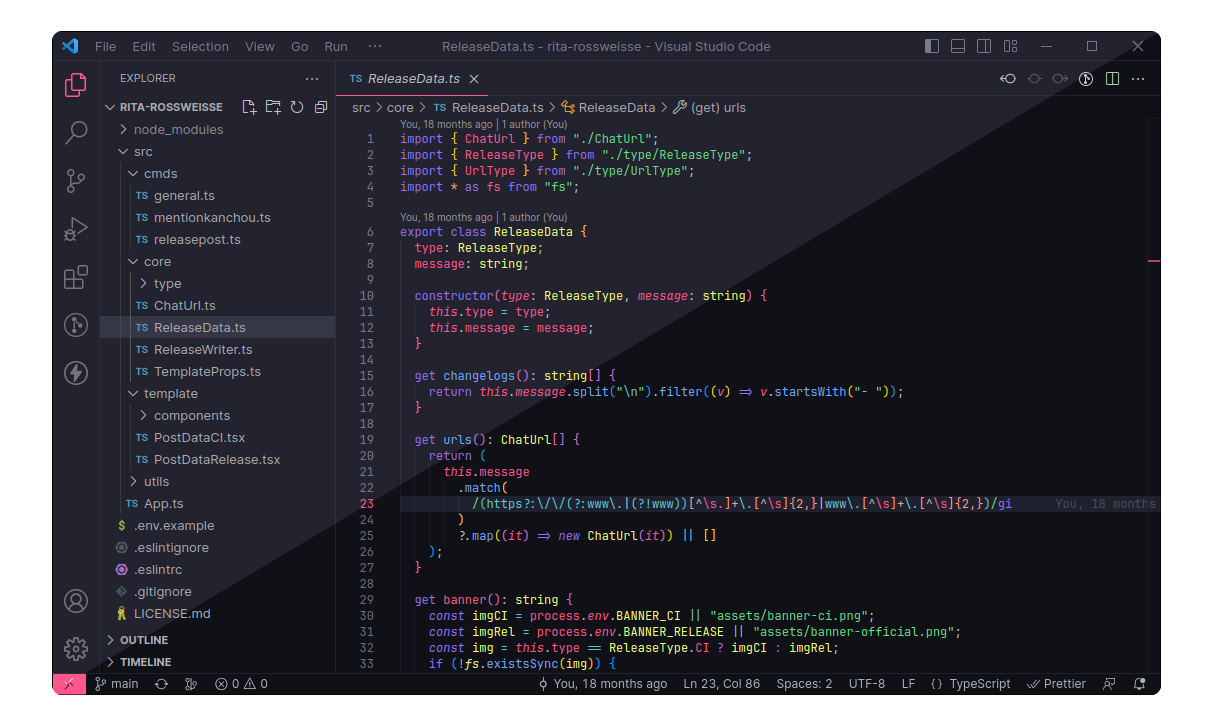 File Edit Selection View Go Run ··· ReleaseData.ts - rita-rossweisse - Visual Studio Code
EXPLORER ···
RITA-ROSSWEISSE
node_modules
src
cmds
TS general.ts
TS mentionkanchou.ts
TS releasepost.ts
core
type
TS ChatUrl.ts
TS ReleaseData.ts
TS ReleaseWriter.ts
TS TemplateProps.ts
template
components
TS PostDataCI.tsx
TS PostDataRelease.tsx
utils
TS App.ts
$ .env.example
.eslintignore
.eslintrc
.gitignore
LICENSE.md
OUTLINE
TIMELINE
TS ReleaseData.ts
src > core > TS ReleaseData.ts > ReleaseData > (get) urls
You, 18 months ago | 1 author (You)
1 import { ChatUrl } from "./ChatUrl";
2 import { ReleaseType } from "./type/ReleaseType";
3 import { UrlType } from "./type/UrlType";
4 import * as fs from "fs";
5
You, 18 months ago | 1 author (You)
6 export class ReleaseData {
7 type: ReleaseType;
8 message: string;
9
10 constructor(type: ReleaseType, message: string) {
11 this.type = type;
12 this.message = message;
13 }
14
15 get changelogs(): string[] {
16 return this.message.split("\n").filter((v) => v.startsWith("- "));
17 }
18
19 get urls(): ChatUrl[] {
20 return (
21 this.message
22 .match(
23 /(https?:\/\/(?:www\.|(?!www))[^\s.]+\.[^\s]{2,}|www\.[^\s]+\.[^\s]{2,})/gi You, 18 months
24 )
25 ?.map((it) => new ChatUrl(it)) || []
26 );
27 }
28
29 get banner(): string {
30 const imgCI = process.env.BANNER_CI || "assets/banner-ci.png";
31 const imgRel = process.env.BANNER_RELEASE || "assets/banner-official.png";
32 const img = this.type == ReleaseType.CI ? imgCI : imgRel;
33 if (!fs.existsSync(img)) {
main 0 0 You, 18 months ago Ln 23, Col 86 Spaces: 2 UTF-8 LF {} TypeScript Prettier